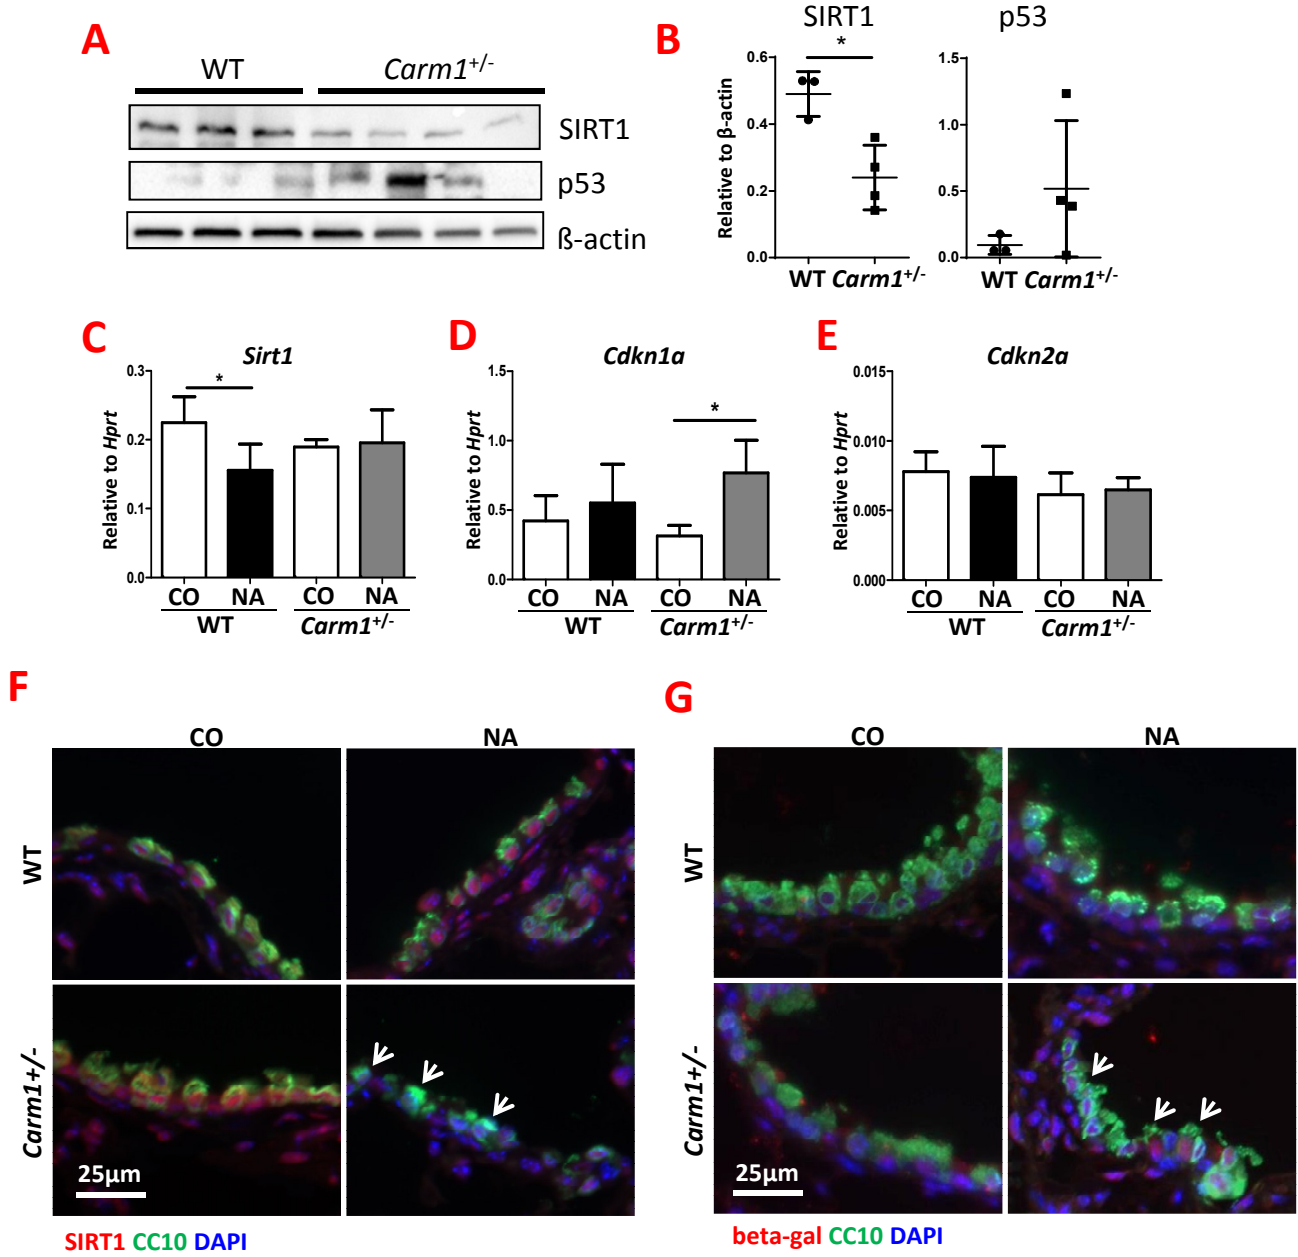 A
WT
Carm1+/-
SIRT1
p53
ß-actin
B
SIRT1
p53
*
Relative to β-actin
0.6
0.4
0.2
0.0
WT Carm1+/-
1.5
1.0
0.5
0.0
WT Carm1+/-
C
Sirt1
*
Relative to Hprt
0.3
0.2
0.1
0.0
CO NA CO NA
WT Carm1+/-
D
Cdkn1a
*
Relative to Hprt
1.5
1.0
0.5
0.0
CO NA CO NA
WT Carm1+/-
E
Cdkn2a
Relative to Hprt
0.015
0.010
0.005
0.000
CO NA CO NA
WT Carm1+/-
F
CO NA
WT
Carm1+/-
25µm
SIRT1 CC10 DAPI
G
CO NA
WT
Carm1+/-
25µm
beta-gal CC10 DAPI